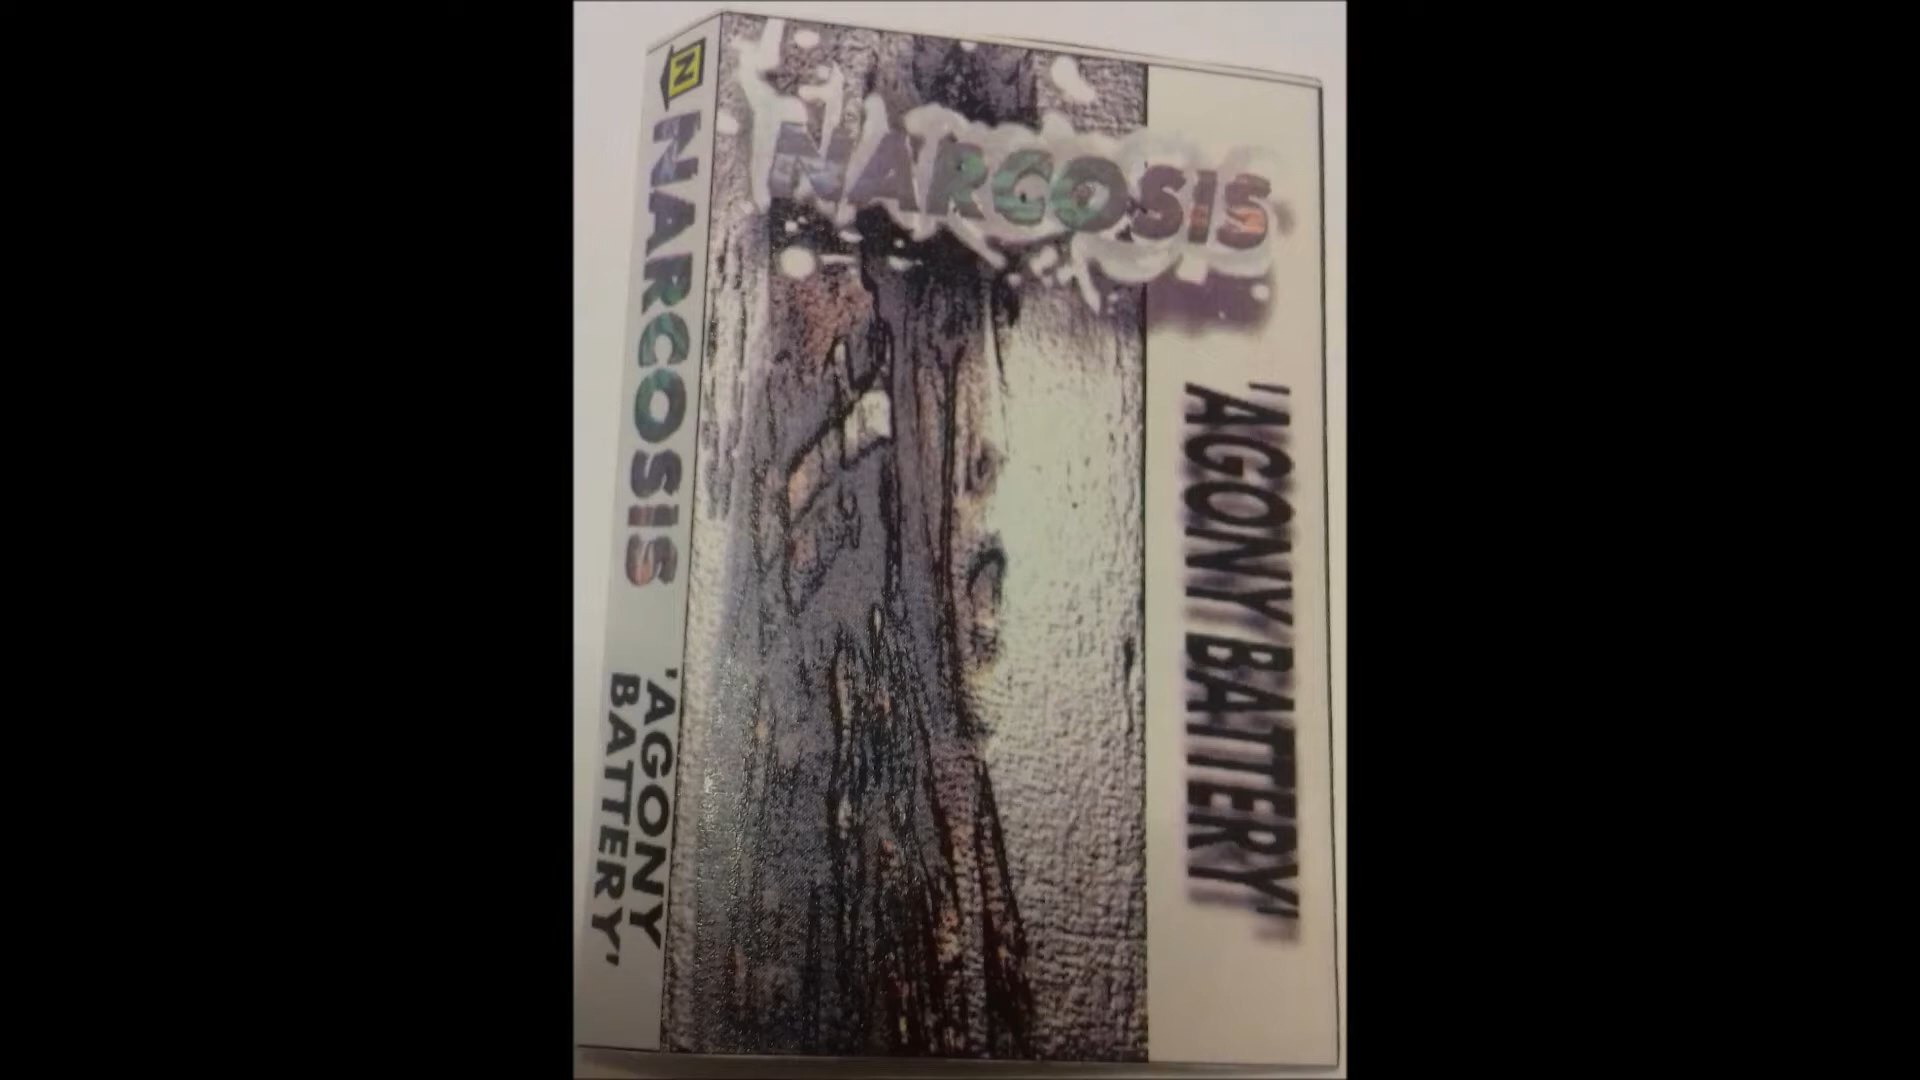 N
NARCOSIS
'AGONY
BATTERY'
NARCOSIS
'AGONY BATTERY'